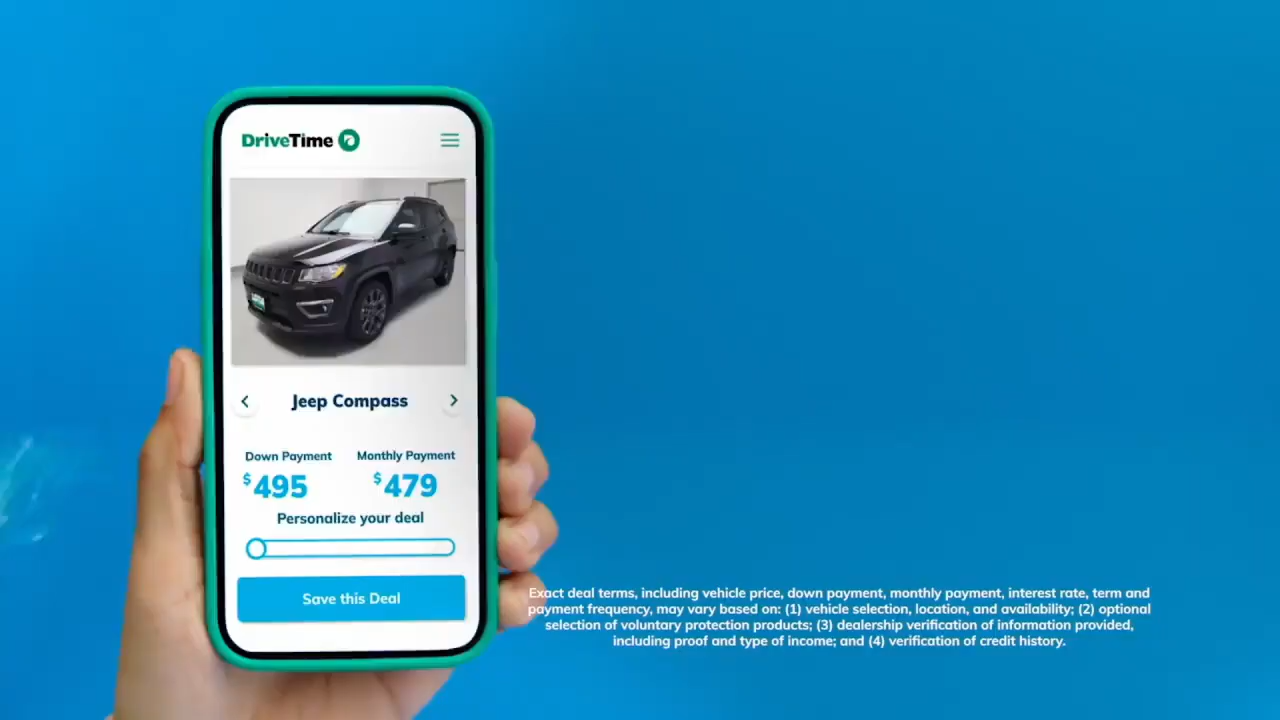 DriveTime
Jeep Compass
Down Payment Monthly Payment
$495 $479
Personalize your deal
Save this Deal
Exact deal terms, including vehicle price, down payment, monthly payment, interest rate, term and
payment frequency, may vary based on: (1) vehicle selection, location, and availability; (2) optional
selection of voluntary protection products; (3) dealership verification of information provided,
including proof and type of income; and (4) verification of credit history.